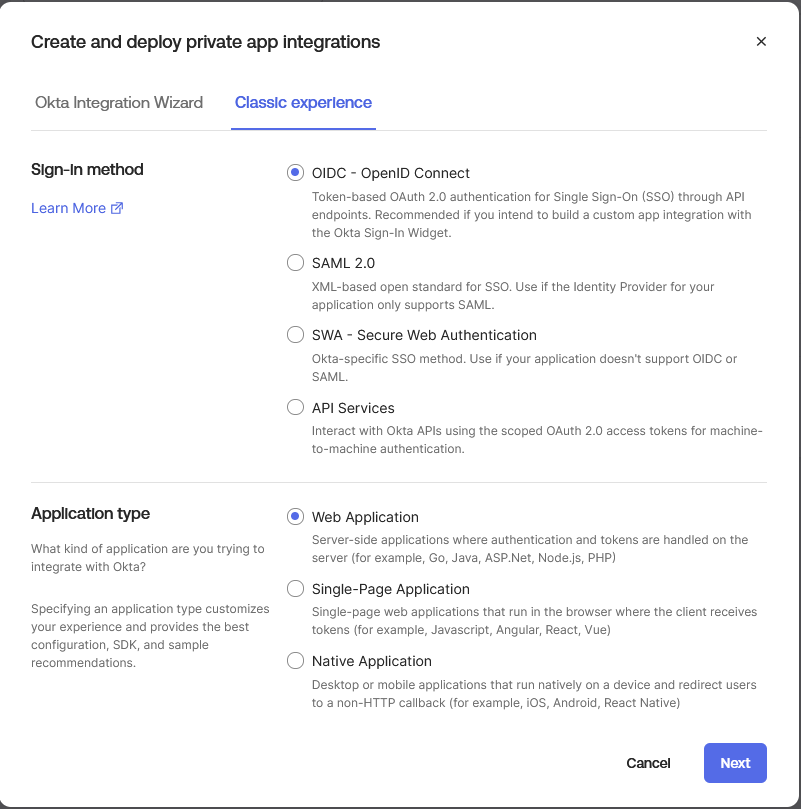 Create and deploy private app integrations
Okta Integration Wizard
Classic experience
Sign-in method
Learn More
OIDC - OpenID Connect
Token-based OAuth 2.0 authentication for Single Sign-On (SSO) through API
endpoints. Recommended if you intend to build a custom app integration with
the Okta Sign-In Widget.
SAML 2.0
XML-based open standard for SSO. Use if the Identity Provider for your
application only supports SAML.
SWA - Secure Web Authentication
Okta-specific SSO method. Use if your application doesn't support OIDC or
SAML.
API Services
Interact with Okta APIs using the scoped OAuth 2.0 access tokens for machine-
to-machine authentication.
Application type
What kind of application are you trying to
integrate with Okta?
Specifying an application type customizes
your experience and provides the best
configuration, SDK, and sample
recommendations.
Web Application
Server-side applications where authentication and tokens are handled on the
server (for example, Go, Java, ASP.Net, Node.js, PHP)
Single-Page Application
Single-page web applications that run in the browser where the client receives
tokens (for example, Javascript, Angular, React, Vue)
Native Application
Desktop or mobile applications that run natively on a device and redirect users
to a non-HTTP callback (for example, iOS, Android, React Native)
Cancel
Next